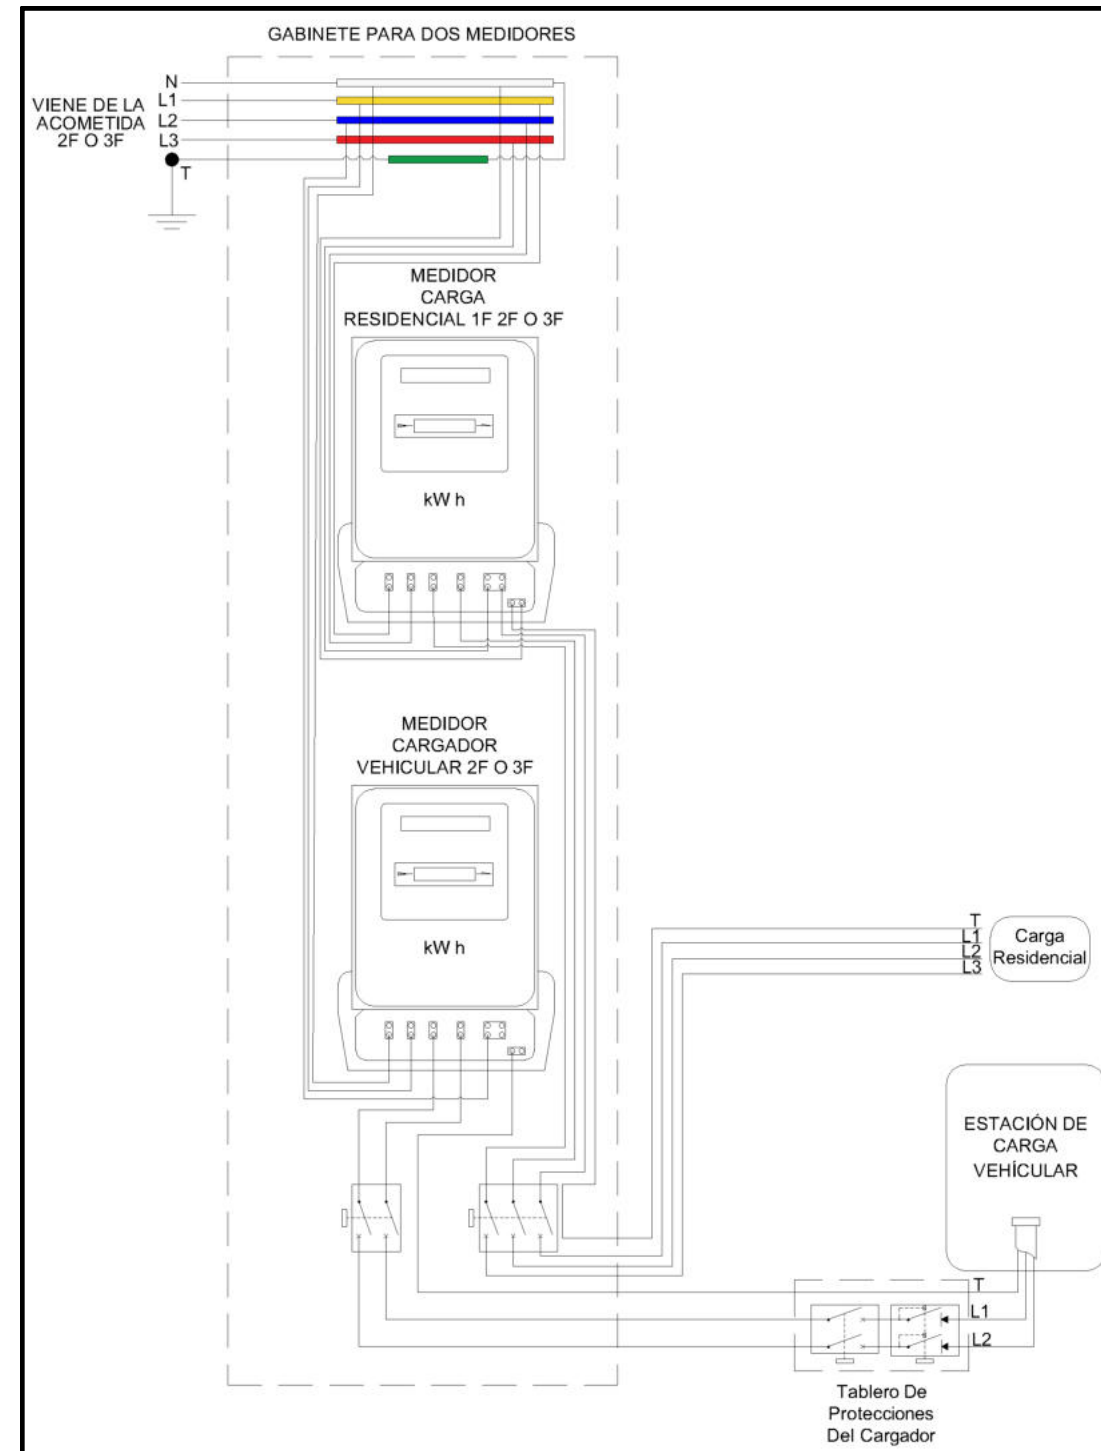 GABINETE PARA DOS MEDIDORES
N
L1
L2
L3
T
VIENE DE LA
ACOMETIDA
2F O 3F
MEDIDOR
CARGA
RESIDENCIAL 1F 2F O 3F
kW h
MEDIDOR
CARGADOR
VEHICULAR 2F O 3F
kW h
T
L1
L2
L3
Carga
Residencial
ESTACIÓN DE
CARGA
VEHÍCULAR
T
L1
L2
Tablero De
Protecciones
Del Cargador